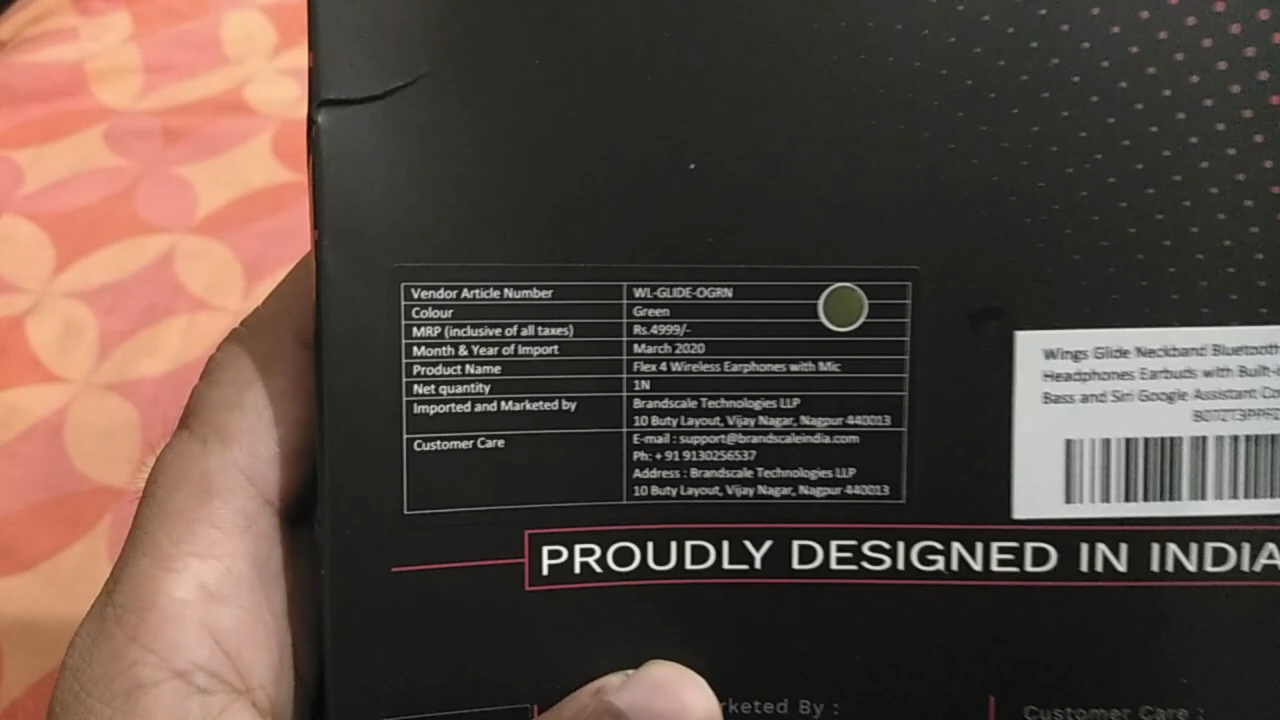 Vendor Article Number WL-GLIDE-OGRN
Colour Green
MRP (inclusive of all taxes) Rs.4999/-
Month & Year of Import March 2020
Product Name Flex 4 Wireless Earphones with Mic
Net quantity 1N
Imported and Marketed by Brandscale Technologies LLP
10 Buty Layout, Vijay Nagar, Nagpur 440013
Customer Care E-mail : support@brandscaleindia.com
Ph: + 91 9130256537
Address : Brandscale Technologies LLP
10 Buty Layout, Vijay Nagar, Nagpur 440013
Wings Glide Neckband Bluetooth
Headphones Earbuds with Built-i
Bass and Siri Google Assistant Co
PROUDLY DESIGNED IN INDIA
rketed By :
Customer Care :